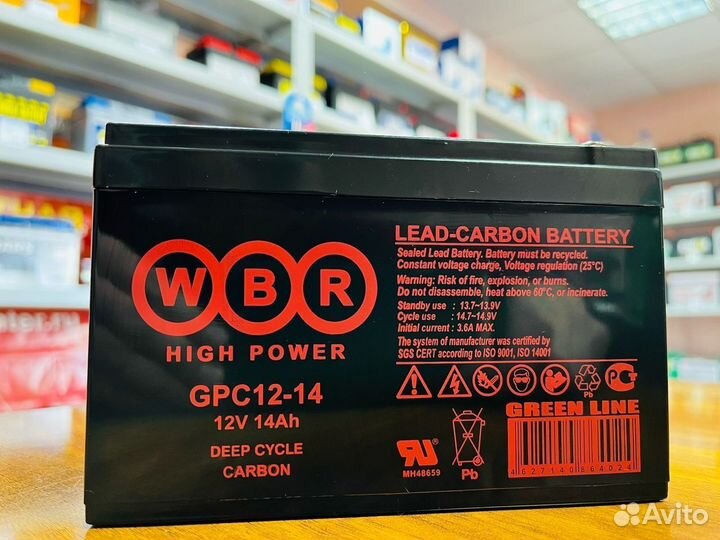 WBR
HIGH POWER
GPC12-14
12V 14Ah
DEEP CYCLE
CARBON
LEAD-CARBON BATTERY
Sealed Lead Battery. Battery must be recycled.
Constant voltage charge, Voltage regulation (25°C)
Warning: Risk of fire, explosion, or burns.
Do not disassemble, heat above 60°C, or incinerate.
Standby use : 13.7~13.9V
Cycle use : 14.7~14.9V
Initial current : 3.6A MAX.
The system of manufacturer was certified by
SGS CERT according to ISO 9001, ISO 14001
Pb
PG
GREEN LINE
MH48659
Pb
4627140864024
Avito